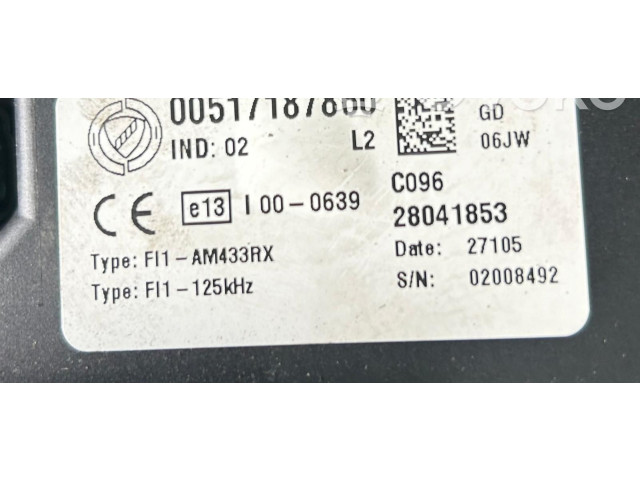 00517187860 GD
IND: 02 L2 06JW
CE e13 I 00-0639 C096
28041853
Type: FI1-AM433RX Date: 27105
Type: FI1-125kHz S/N: 02008492